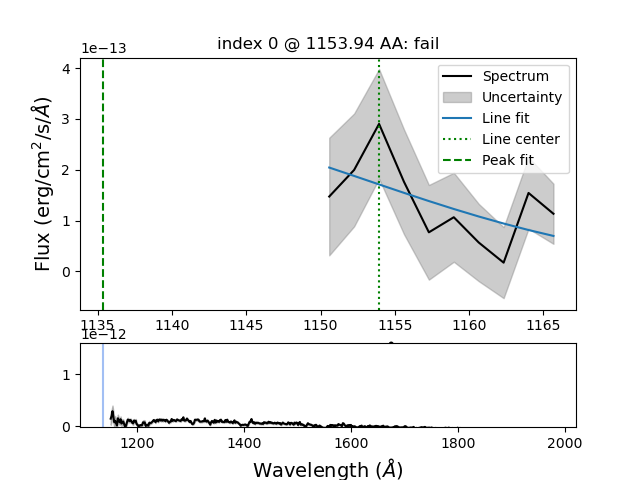 index 0 @ 1153.94 AA: fail
1e−13
4
3
2
1
0
Flux (erg/cm²/s/Å)
Spectrum
Uncertainty
Line fit
Line center
Peak fit
1135 1140 1145 1150 1155 1160 1165
1e−12
1
0
1200 1400 1600 1800 2000
Wavelength (Å)